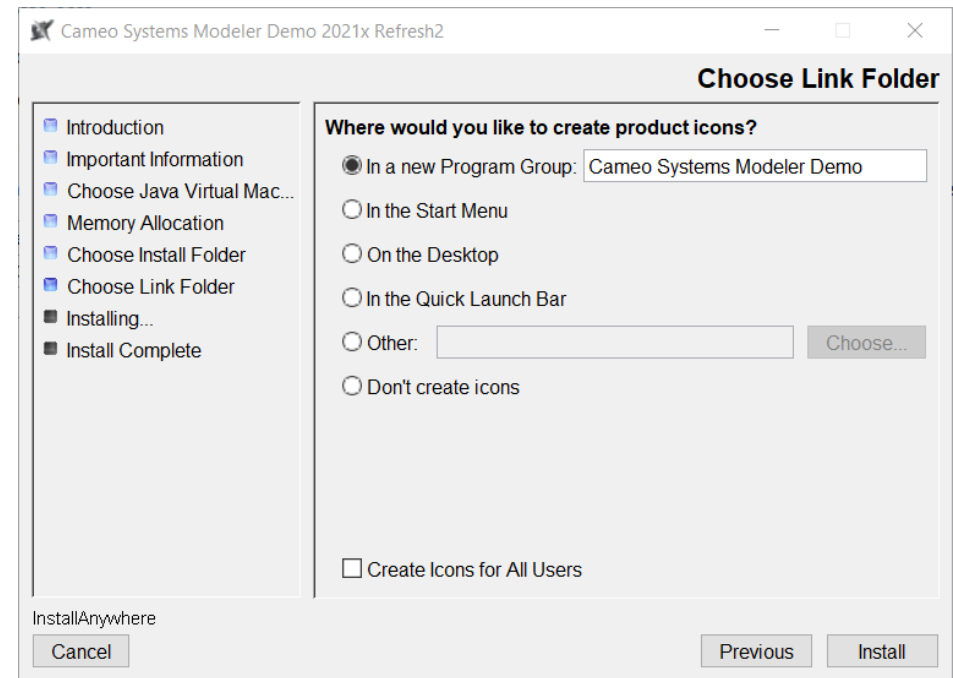 Cameo Systems Modeler Demo 2021x Refresh2
Choose Link Folder
Introduction
Important Information
Choose Java Virtual Mac...
Memory Allocation
Choose Install Folder
Choose Link Folder
Installing...
Install Complete
Where would you like to create product icons?
In a new Program Group: Cameo Systems Modeler Demo
In the Start Menu
On the Desktop
In the Quick Launch Bar
Other: Choose...
Don't create icons
Create Icons for All Users
InstallAnywhere
Cancel Previous Install